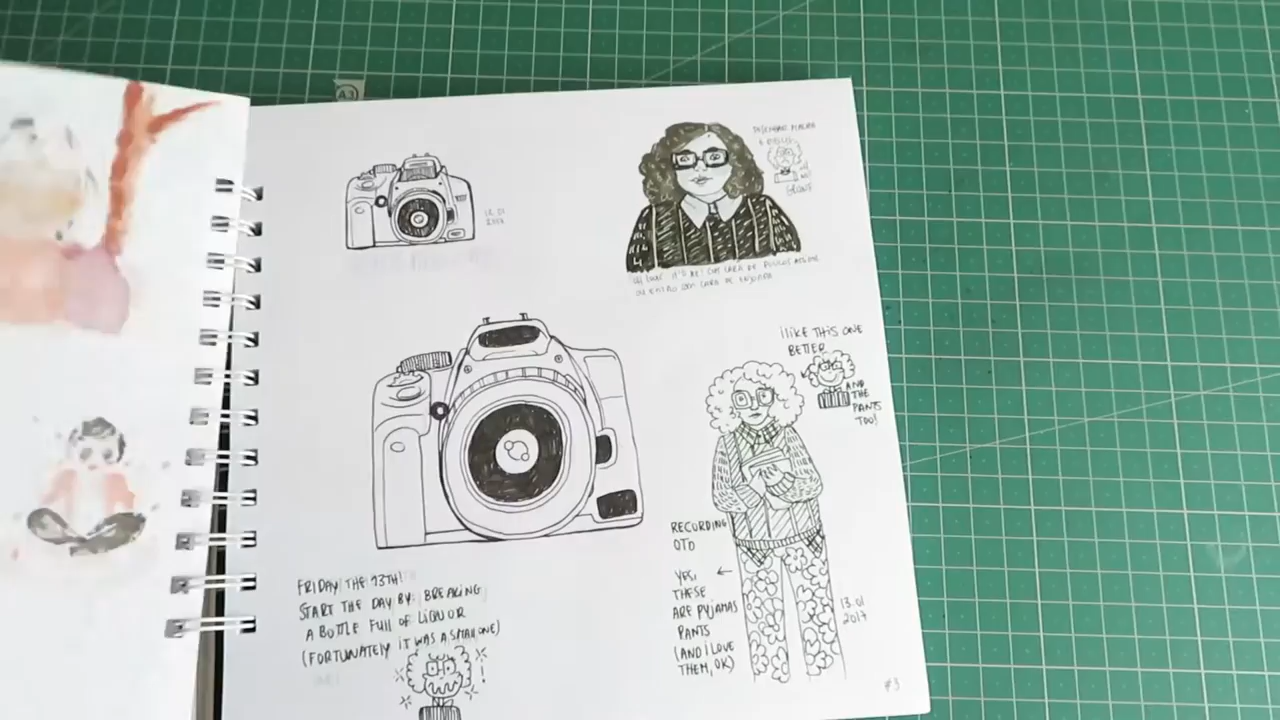 A3
I LIKE THIS ONE
BETTER
AND
THE
PANTS
TOO!
RECORDING
OTD
YES,
THESE
ARE PYJAMAS
PANTS
(AND I LOVE
THEM, OK)
13.01
2017
FRIDAY THE 13TH!
START THE DAY BY: BREAKING
A BOTTLE FULL OF LIQUOR
(FORTUNATELY IT WAS A SMALL ONE)
#3